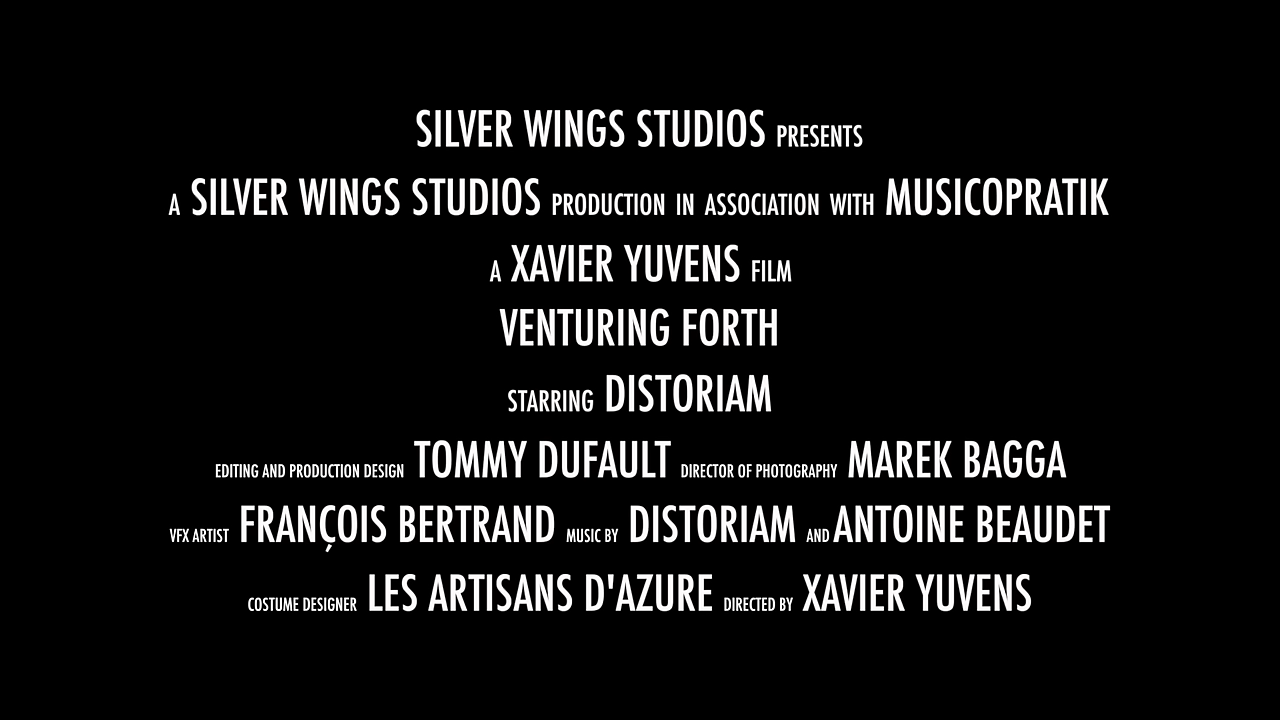 SILVER WINGS STUDIOS PRESENTS
A SILVER WINGS STUDIOS PRODUCTION IN ASSOCIATION WITH MUSICOPRATIK
A XAVIER YUVENS FILM
VENTURING FORTH
STARRING DISTORIAM
EDITING AND PRODUCTION DESIGN TOMMY DUFAULT DIRECTOR OF PHOTOGRAPHY MAREK BAGGA
VFX ARTIST FRANÇOIS BERTRAND MUSIC BY DISTORIAM AND ANTOINE BEAUDET
COSTUME DESIGNER LES ARTISANS D'AZURE DIRECTED BY XAVIER YUVENS